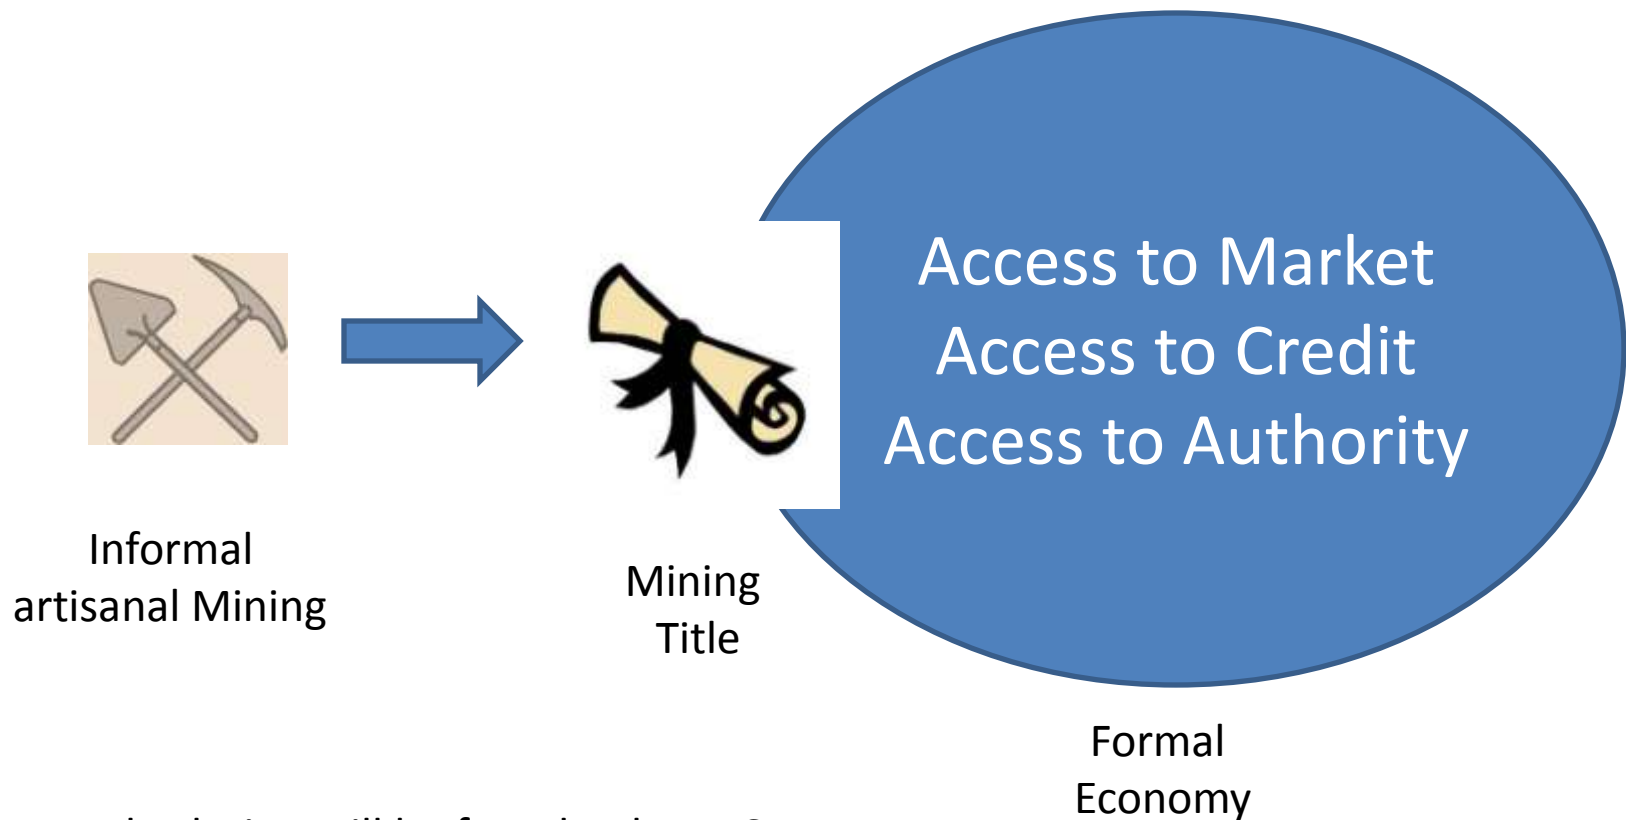 Access to Market
Access to Credit
Access to Authority
Informal
artisanal Mining
Mining
Title
Formal
Economy